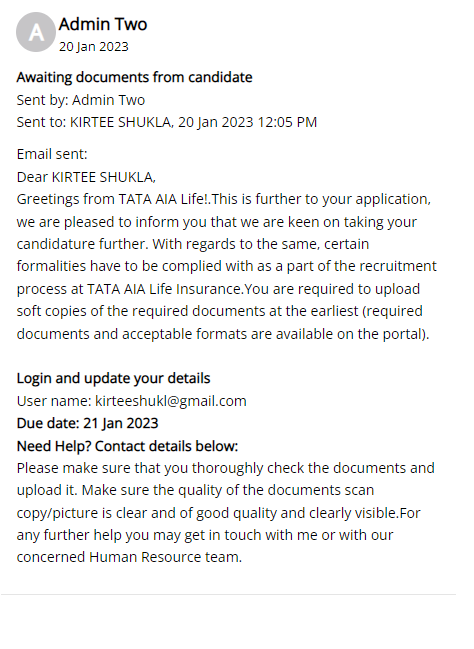 A
Admin Two
20 Jan 2023
Awaiting documents from candidate
Sent by: Admin Two
Sent to: KIRTEE SHUKLA, 20 Jan 2023 12:05 PM
Email sent:
Dear KIRTEE SHUKLA,
Greetings from TATA AIA Life!.This is further to your application,
we are pleased to inform you that we are keen on taking your
candidature further. With regards to the same, certain
formalities have to be complied with as a part of the recruitment
process at TATA AIA Life Insurance.You are required to upload
soft copies of the required documents at the earliest (required
documents and acceptable formats are available on the portal).
Login and update your details
User name: kirteeshukl@gmail.com
Due date: 21 Jan 2023
Need Help? Contact details below:
Please make sure that you thoroughly check the documents and
upload it. Make sure the quality of the documents scan
copy/picture is clear and of good quality and clearly visible.For
any further help you may get in touch with me or with our
concerned Human Resource team.